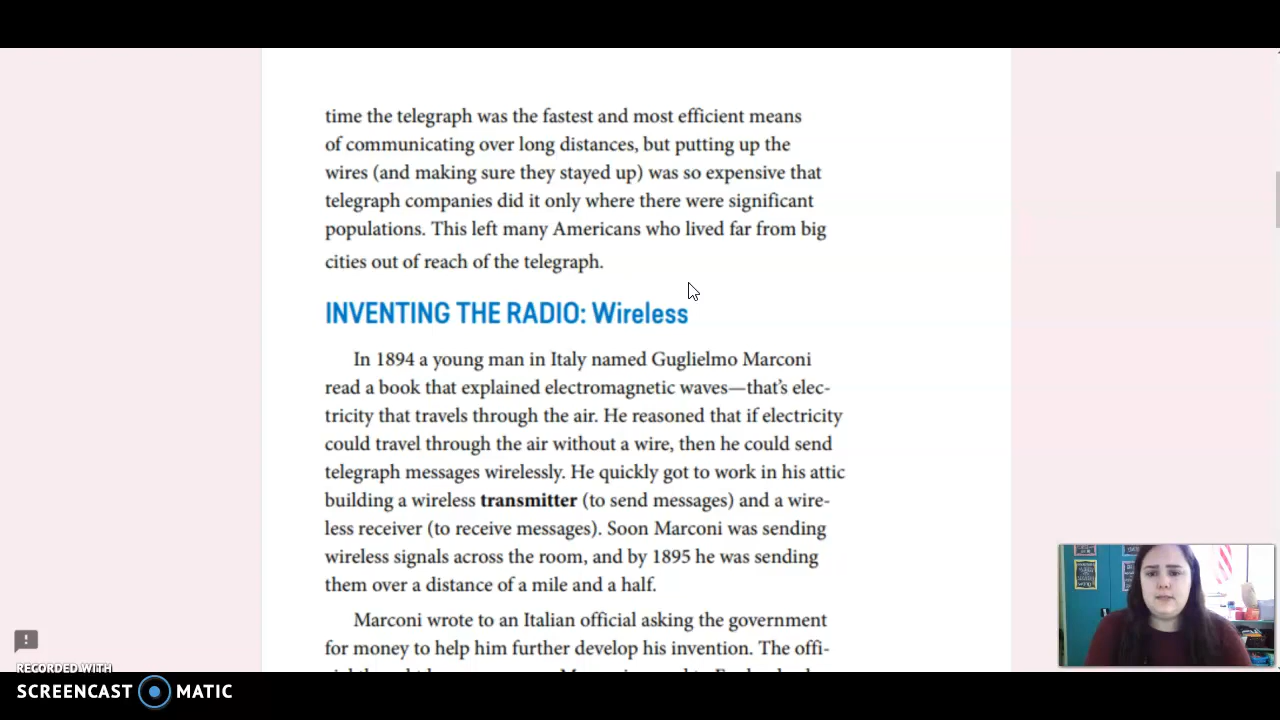 time the telegraph was the fastest and most efficient means
of communicating over long distances, but putting up the
wires (and making sure they stayed up) was so expensive that
telegraph companies did it only where there were significant
populations. This left many Americans who lived far from big
cities out of reach of the telegraph.
INVENTING THE RADIO: Wireless
In 1894 a young man in Italy named Guglielmo Marconi
read a book that explained electromagnetic waves—that's elec-
tricity that travels through the air. He reasoned that if electricity
could travel through the air without a wire, then he could send
telegraph messages wirelessly. He quickly got to work in his attic
building a wireless transmitter (to send messages) and a wire-
less receiver (to receive messages). Soon Marconi was sending
wireless signals across the room, and by 1895 he was sending
them over a distance of a mile and a half.
Marconi wrote to an Italian official asking the government
for money to help him further develop his invention. The offi-
RECORDED WITH
SCREENCAST MATIC